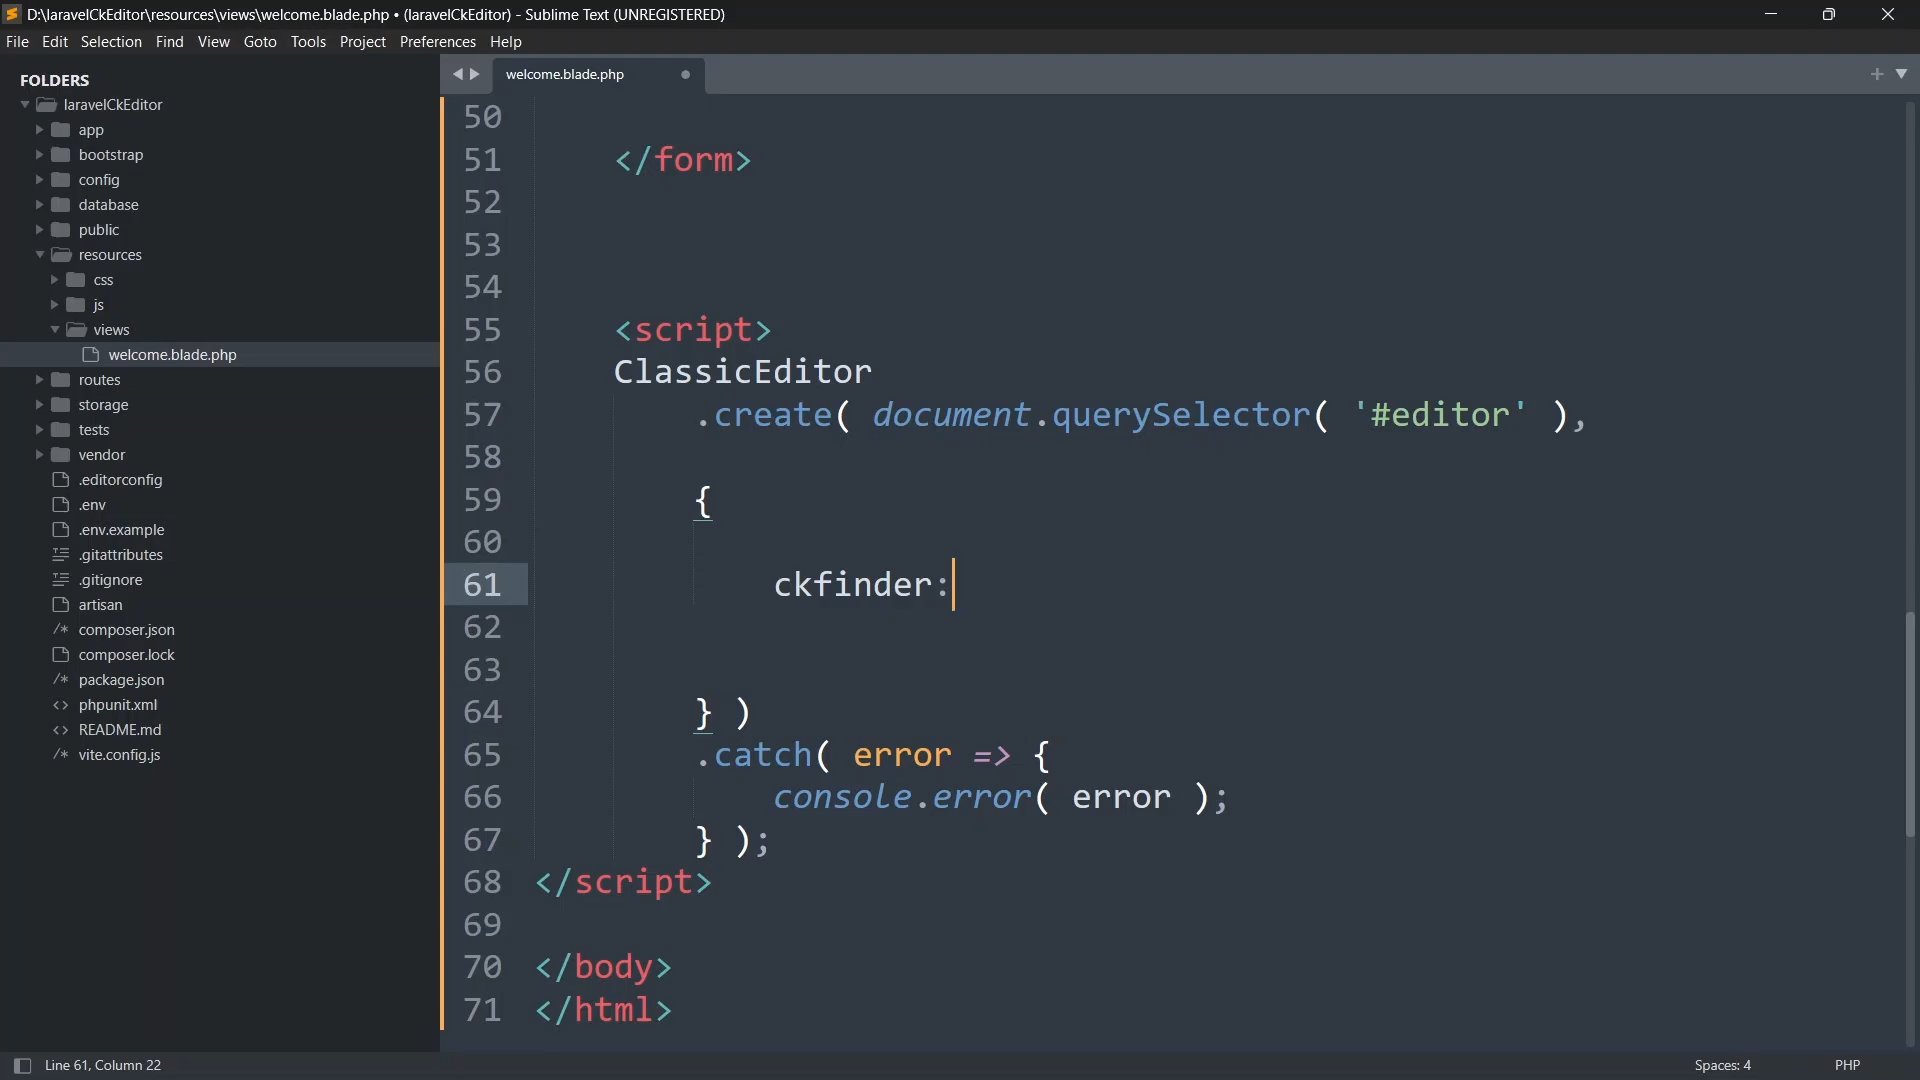 D:\laravelCkEditor\resources\views\welcome.blade.php • (laravelCkEditor) - Sublime Text (UNREGISTERED)
File Edit Selection Find View Goto Tools Project Preferences Help
FOLDERS
laravelCkEditor
app
bootstrap
config
database
public
resources
css
js
views
welcome.blade.php
routes
storage
tests
vendor
.editorconfig
.env
.env.example
.gitattributes
.gitignore
artisan
/* composer.json
composer.lock
/* package.json
<> phpunit.xml
<> README.md
/* vite.config.js
welcome.blade.php
50
51 </form>
52
53
54
55 <script>
56 ClassicEditor
57 .create( document.querySelector( '#editor' ),
58
59 {
60
61 ckfinder:
62
63
64 } )
65 .catch( error => {
66 console.error( error );
67 } );
68 </script>
69
70 </body>
71 </html>
Line 61, Column 22
Spaces: 4
PHP